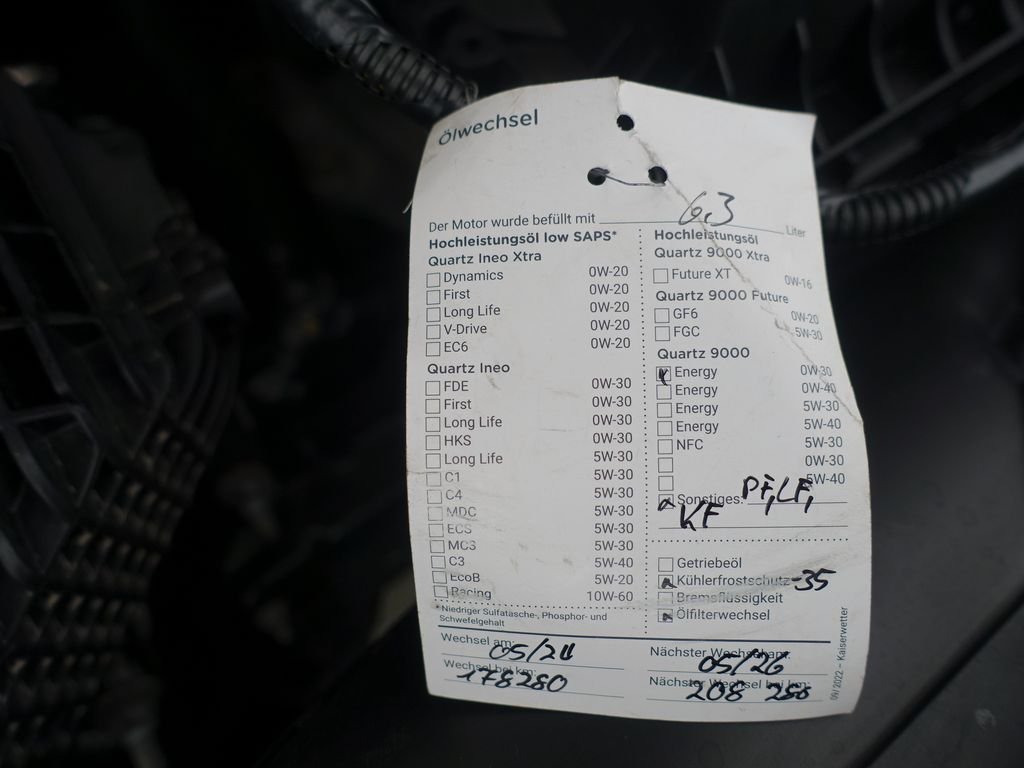 Ölwechsel
Der Motor wurde befüllt mit 6,3 Liter
Hochleistungsöl low SAPS*
Quartz Ineo Xtra
Dynamics 0W-20
First 0W-20
Long Life 0W-20
V-Drive 0W-20
EC6 0W-20
Quartz Ineo
FDE 0W-30
First 0W-30
Long Life 0W-30
HKS 0W-30
Long Life 5W-30
C1 5W-30
C4 5W-30
MDC 5W-30
ECS 5W-30
MC3 5W-30
C3 5W-40
EcoB 5W-20
Racing 10W-60
*Niedriger Sulfatasche-, Phosphor- und
Schwefelgehalt
Hochleistungsöl
Quartz 9000 Xtra
Future XT 0W-16
Quartz 9000 Future
GF6 0W-20
FGC 5W-30
Quartz 9000
Energy 0W-30
Energy 0W-40
Energy 5W-30
Energy 5W-40
NFC 5W-30
0W-30
5W-40
Sonstiges: PF, LF,
KF
Getriebeöl
Kühlerfrostschutz -35
Bremsflüssigkeit
Ölfilterwechsel
Wechsel am: 05/24
Wechsel bei km: 178280
Nächster Wechsel am: 05/26
Nächster Wechsel bei km: 208 280
09/2022 – Kaiserwetter